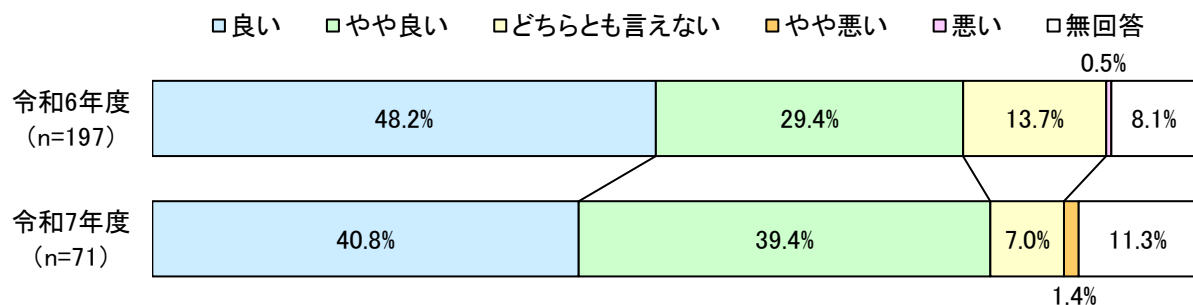 良い やや良い どちらとも言えない やや悪い 悪い 無回答
0.5%
令和6年度
(n=197)
48.2% 29.4% 13.7% 8.1%
令和7年度
(n=71)
40.8% 39.4% 7.0% 11.3%
1.4%